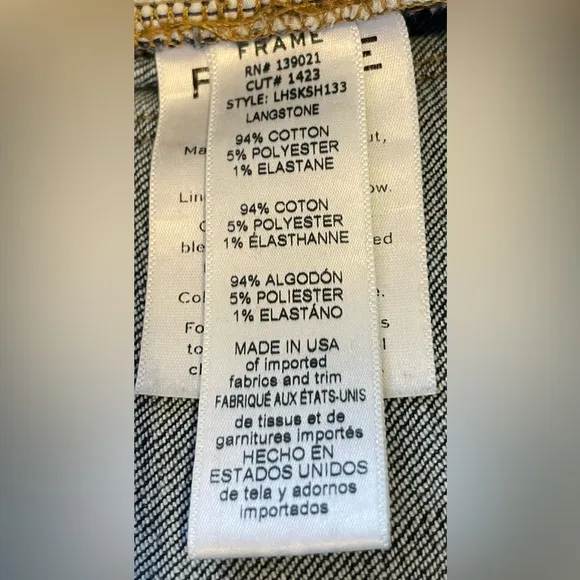 FRAME
RN# 139021
CUT# 1423
STYLE: LHSKSH133
LANGSTONE
94% COTTON
5% POLYESTER
1% ELASTANE
94% COTON
5% POLYESTER
1% ÉLASTHANNE
94% ALGODÓN
5% POLIESTER
1% ELASTÁNO
MADE IN USA
of imported
fabrios and trim
FABRIQUÉ AUX ÉTATS-UNIS
de tissus et de
garnitures importés
HECHO EN
ESTADOS UNIDOS
de tela y adornos
importados